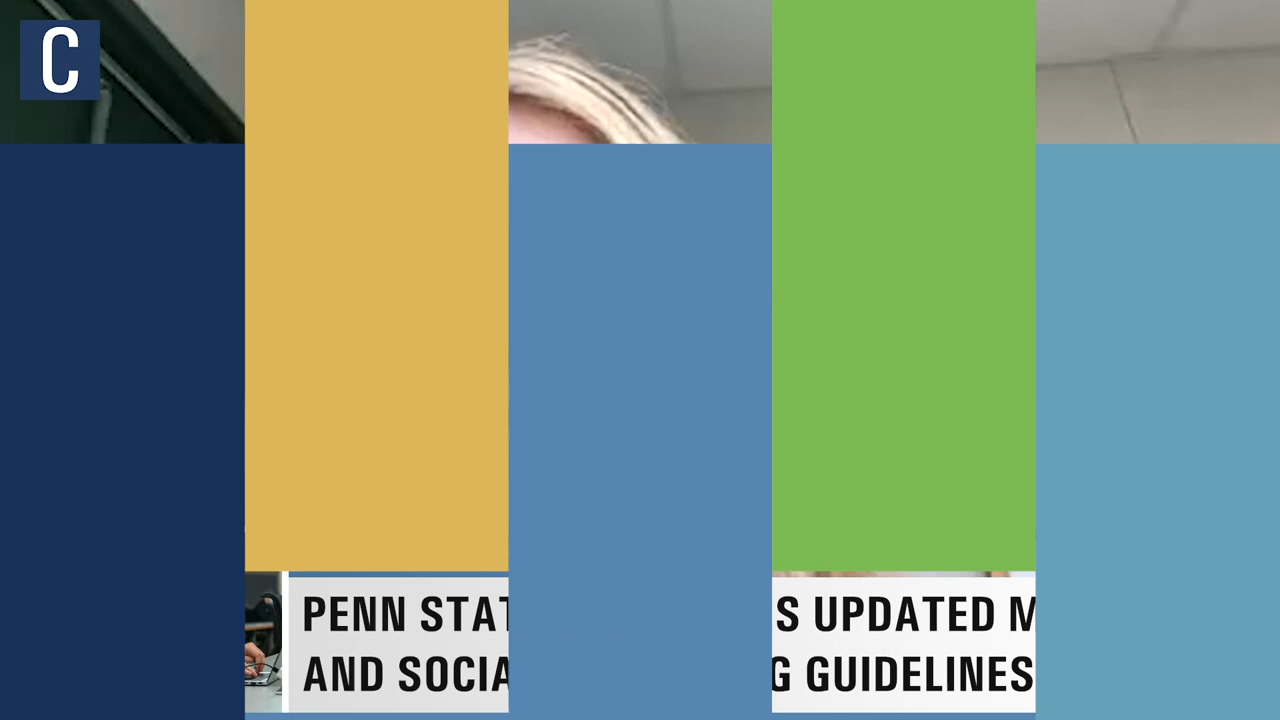 C
PENN STAT S UPDATED M
AND SOCIA G GUIDELINES